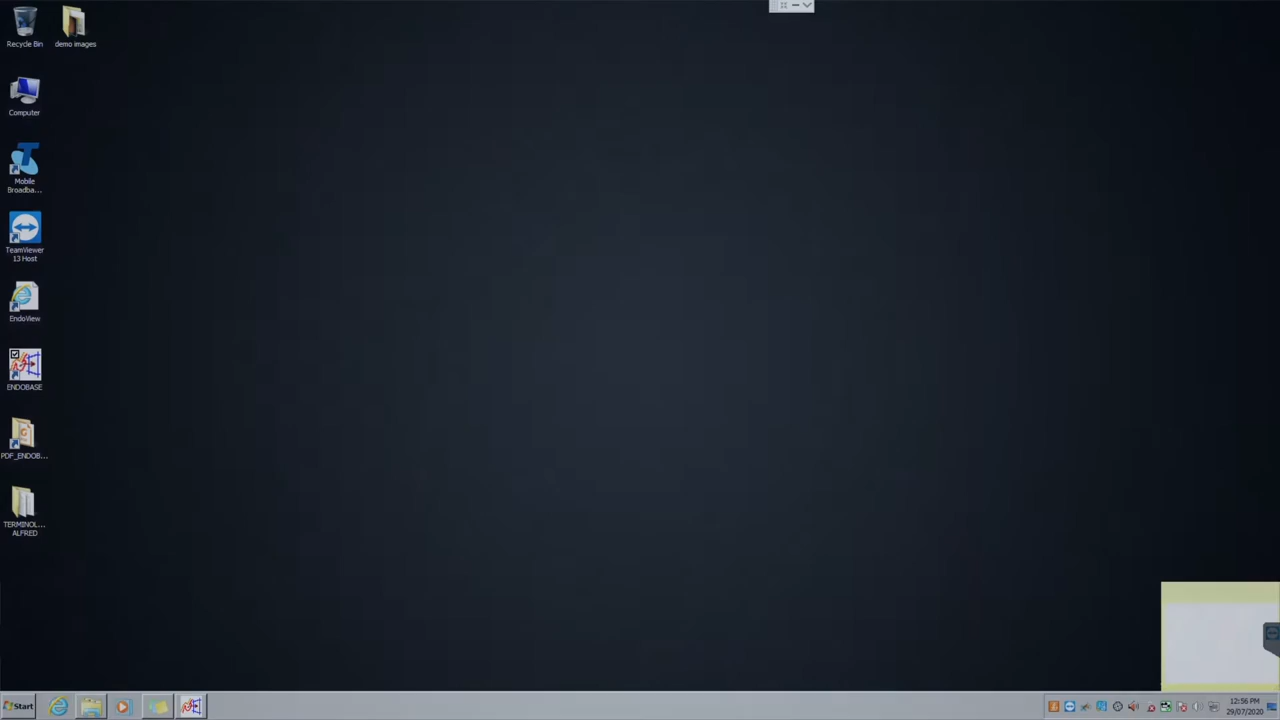 Recycle Bin
demo images
Computer
Mobile
Broadba...
TeamViewer
13 Host
EndoView
ENDOBASE
PDF_ENDOB...
TERMINOL...
ALFRED
Start
12:56 PM
29/07/2020